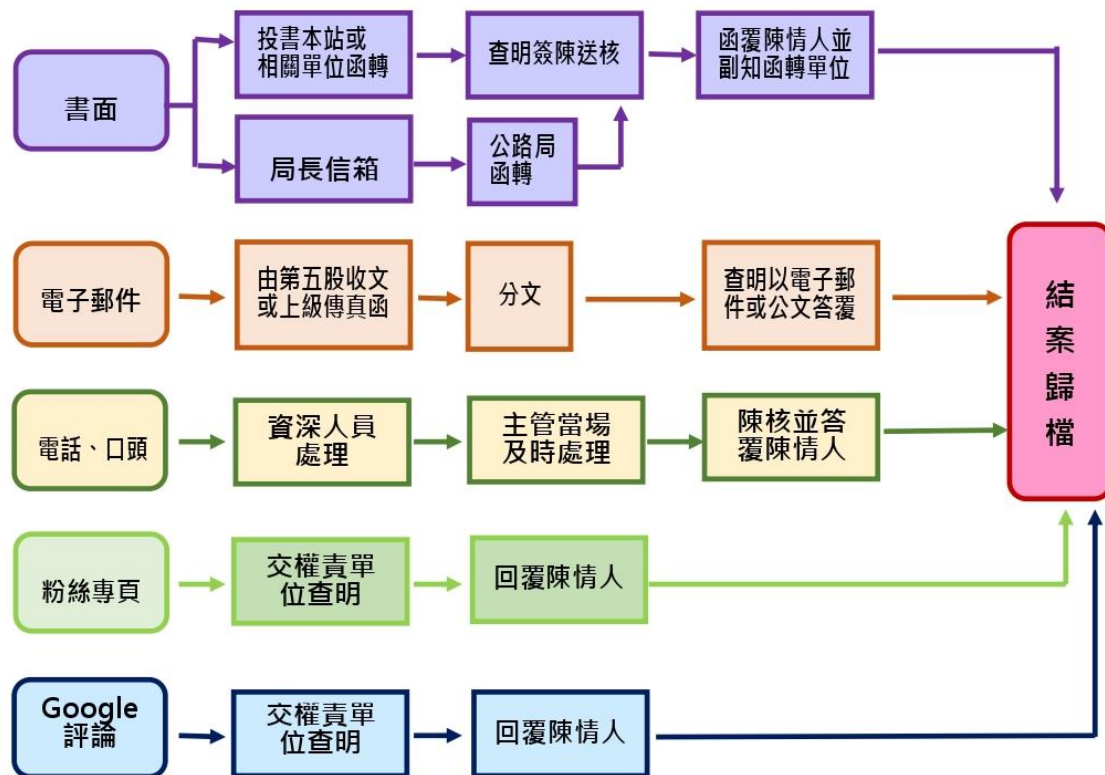 書面
投書本站或
相關單位函轉
查明簽陳送核
函覆陳情人並
副知函轉單位
局長信箱
公路局
函轉
電子郵件
由第五股收文
或上級傳真函
分文
查明以電子郵
件或公文答覆
電話、口頭
資深人員
處理
主管當場
及時處理
陳核並答
覆陳情人
粉絲專頁
交權責單
位查明
回覆陳情人
Google
評論
交權責單
位查明
回覆陳情人
結
案
歸
檔